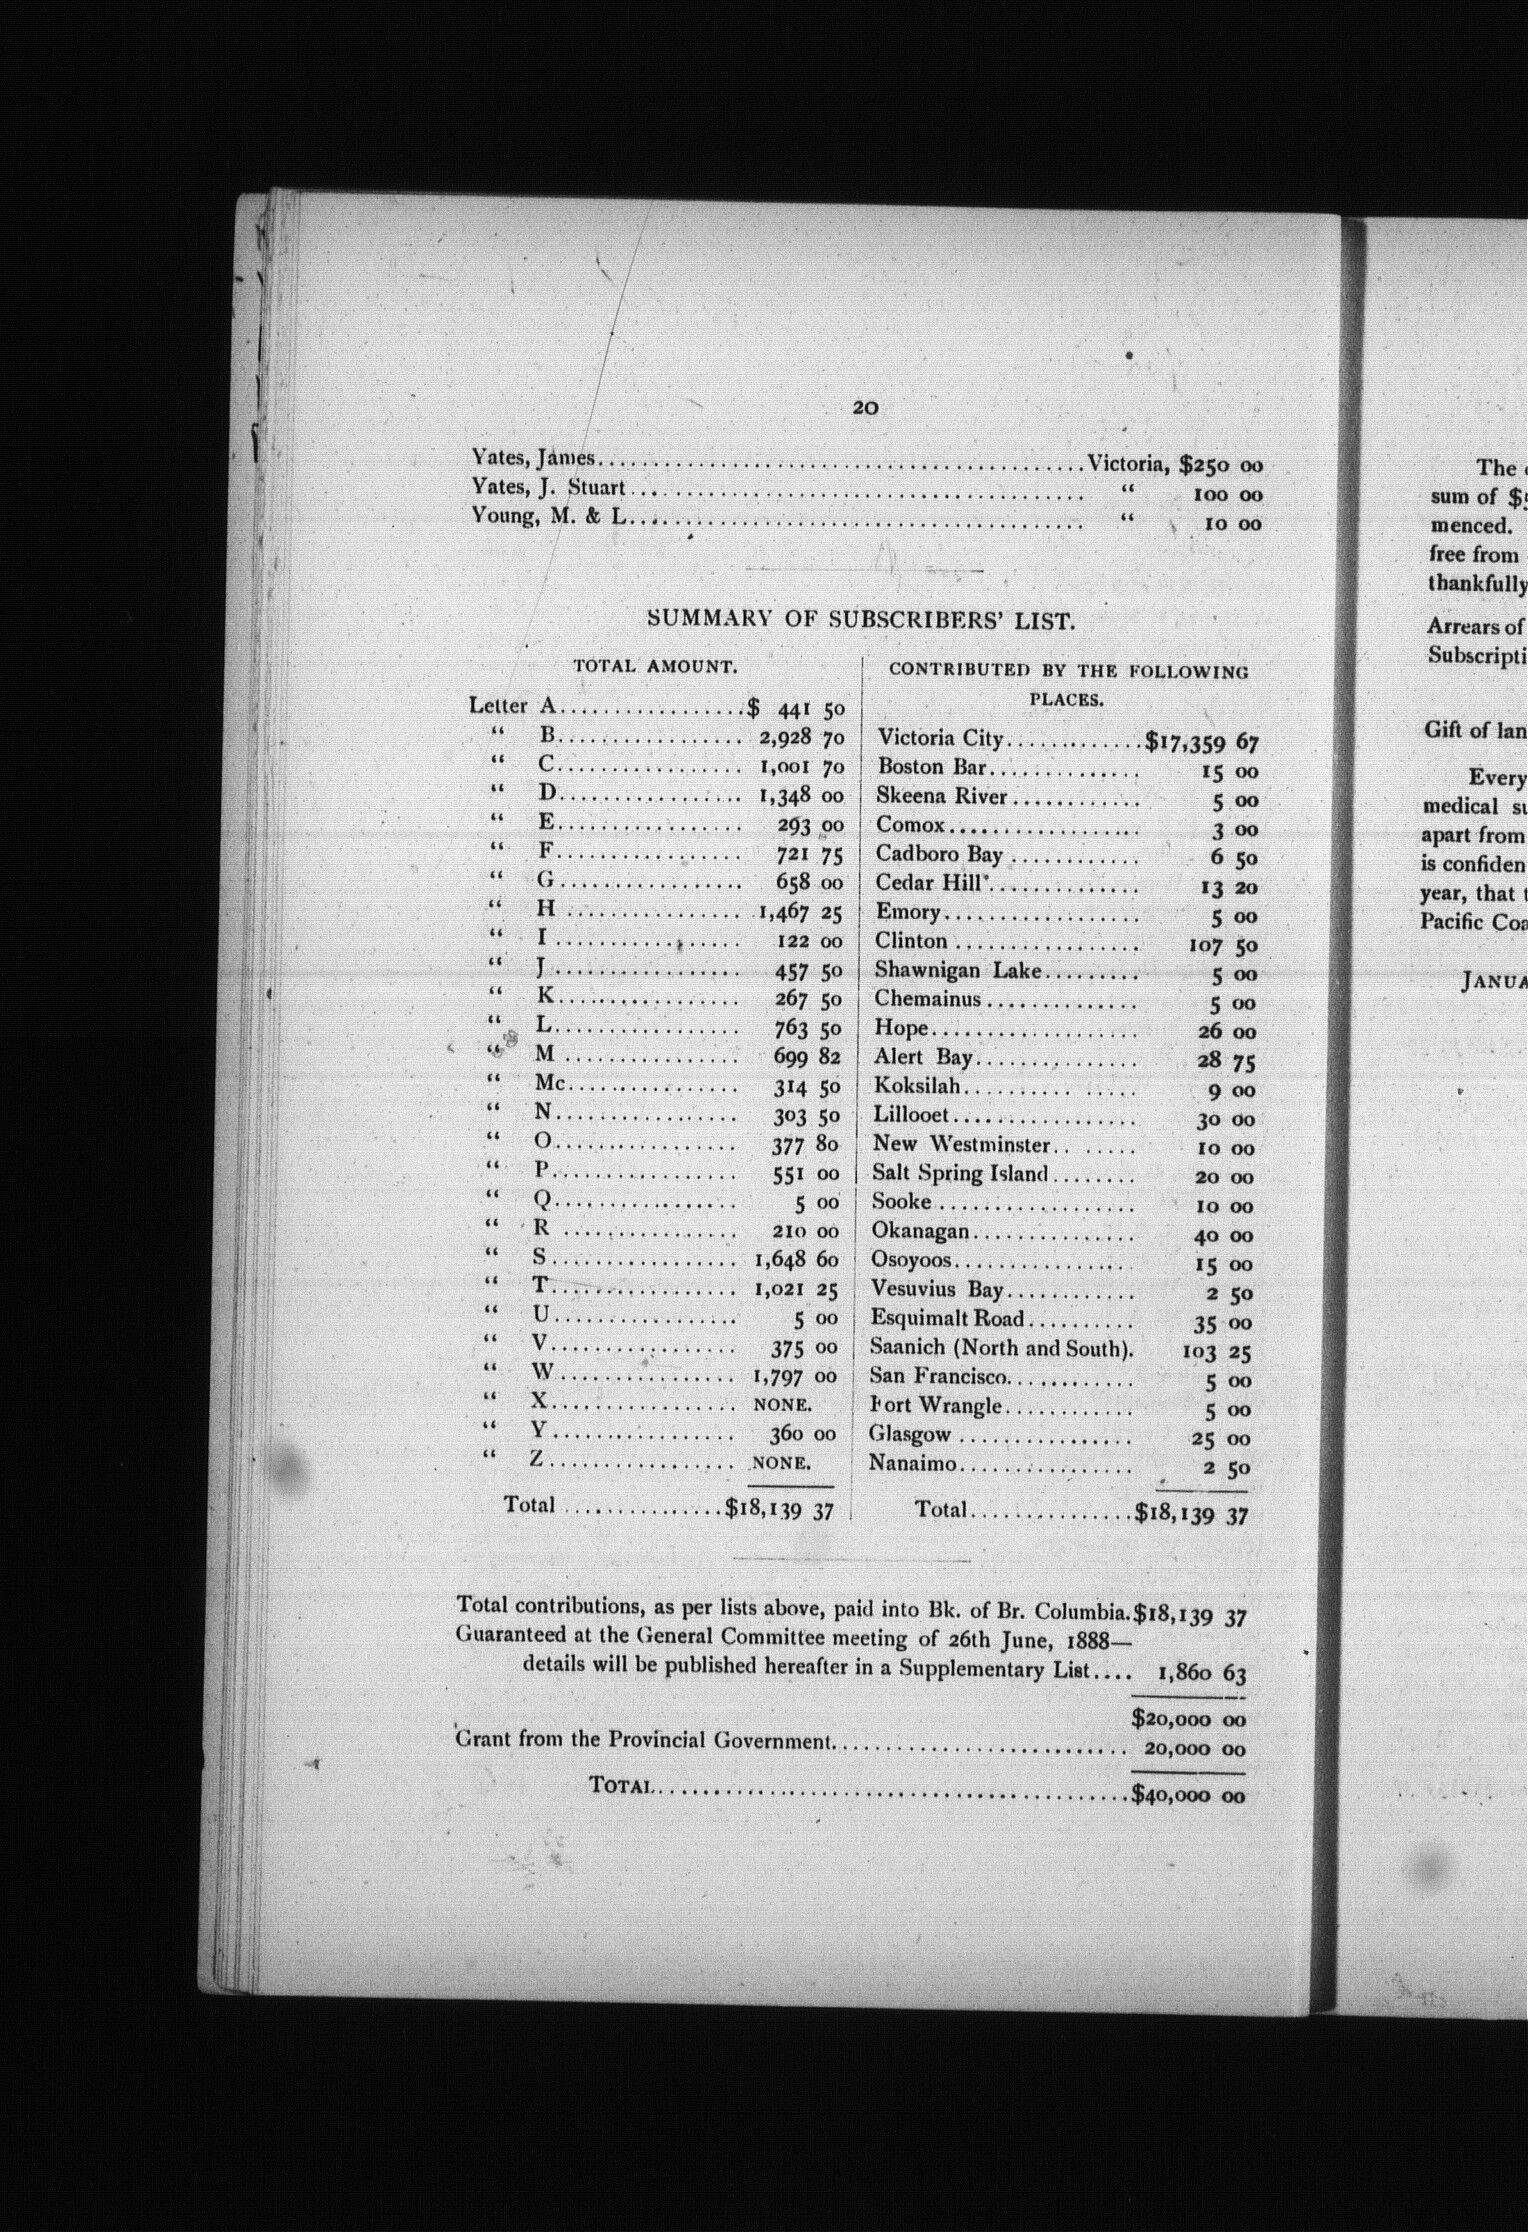 20
Yates, James............................................Victoria, $250 00
Yates, J. Stuart........................................ “ 100 00
Young, M. & L........................................ “ 10 00
SUMMARY OF SUBSCRIBERS’ LIST.
TOTAL AMOUNT.
Letter A.................$ 441 50
“ B................. 2,928 70
“ C................. 1,001 70
“ D................. 1,348 00
“ E................. 293 00
“ F................. 721 75
“ G................. 658 00
“ H ................ 1,467 25
“ I ................. 122 00
“ J ................. 457 50
“ K................. 267 50
“ L................. 763 50
“ M ................ 699 82
“ Mc................ 314 50
“ N................. 303 50
“ O................. 377 80
“ P................. 551 00
“ Q................. 5 00
“ R ................ 210 00
“ S................. 1,648 60
“ T................. 1,021 25
“ U................. 5 00
“ V................. 375 00
“ W................ 1,797 00
“ X................. NONE.
“ Y................. 360 00
“ Z................. NONE.
Total ...............$18,139 37
CONTRIBUTED BY THE FOLLOWING
PLACES.
Victoria City.............$17,359 67
Boston Bar.............. 15 00
Skeena River............ 5 00
Comox.................. 3 00
Cadboro Bay............ 6 50
Cedar Hill.............. 13 20
Emory.................. 5 00
Clinton ................. 107 50
Shawnigan Lake......... 5 00
Chemainus.............. 5 00
Hope................... 26 00
Alert Bay............... 28 75
Koksilah.......... ..... 9 00
Lillooet................. 30 00
New Westminster.. ...... 10 00
Salt Spring Island........ 20 00
Sooke.................. 10 00
Okanagan............... 40 00
Osoyoos................ 15 00
Vesuvius Bay............ 2 50
Esquimalt Road.......... 35 00
Saanich (North and South). 103 25
San Francisco............ 5 00
Fort Wrangle............ 5 00
Glasgow................ 25 00
Nanaimo................ 2 50
Total...............$18,139 37
Total contributions, as per lists above, paid into Bk. of Br. Columbia.$18,139 37
Guaranteed at the General Committee meeting of 26th June, 1888—
details will be published hereafter in a Supplementary List.... 1,860 63
$20,000 00
Grant from the Provincial Government............................ 20,000 00
TOTAL............................................$40,000 00
The
sum of $
menced.
free from
thankfully
Arrears of
Subscripti
Gift of lan
Every
medical su
apart from
is confiden
year, that t
Pacific Coa
JANUA